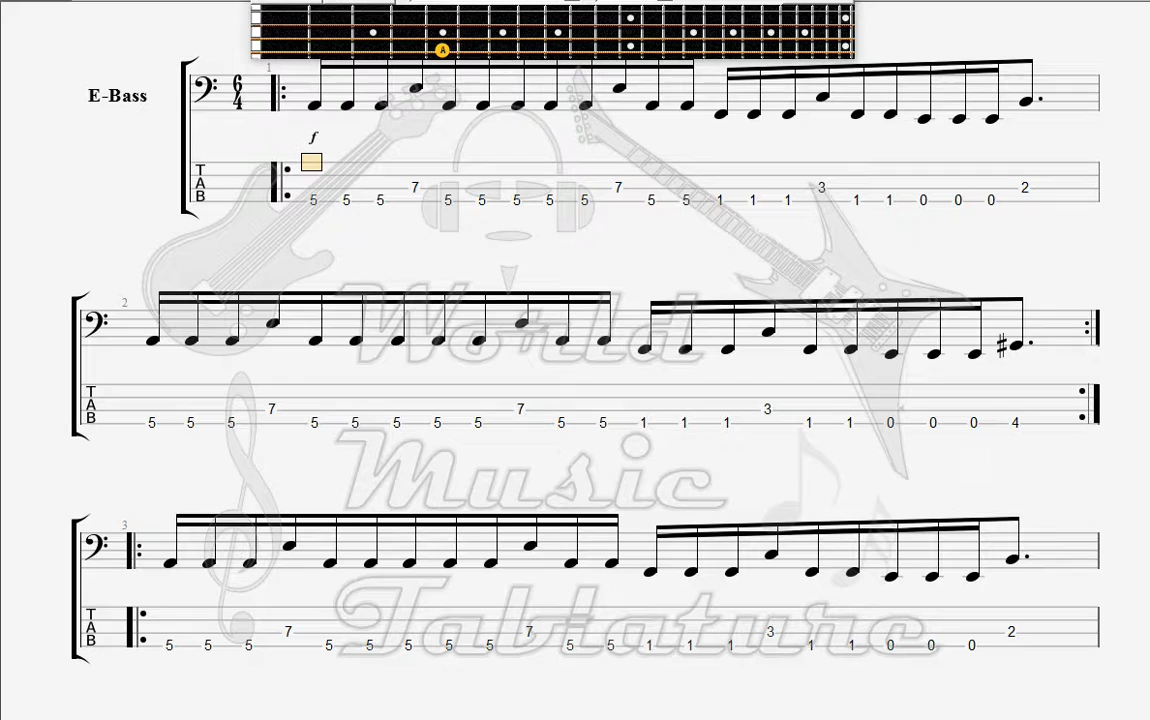 A
E-Bass
6
4
1
f
T
A
B
5 5 5 7 5 5 5 5 5 7 5 5 1 1 1 3 1 1 0 0 0 2
2
World
T
A
B
5 5 5 7 5 5 5 5 5 7 5 5 1 1 1 3 1 1 0 0 0 4
Music
3
Tablature
T
A
B
5 5 5 7 5 5 5 5 5 7 5 5 1 1 1 3 1 1 0 0 0 2